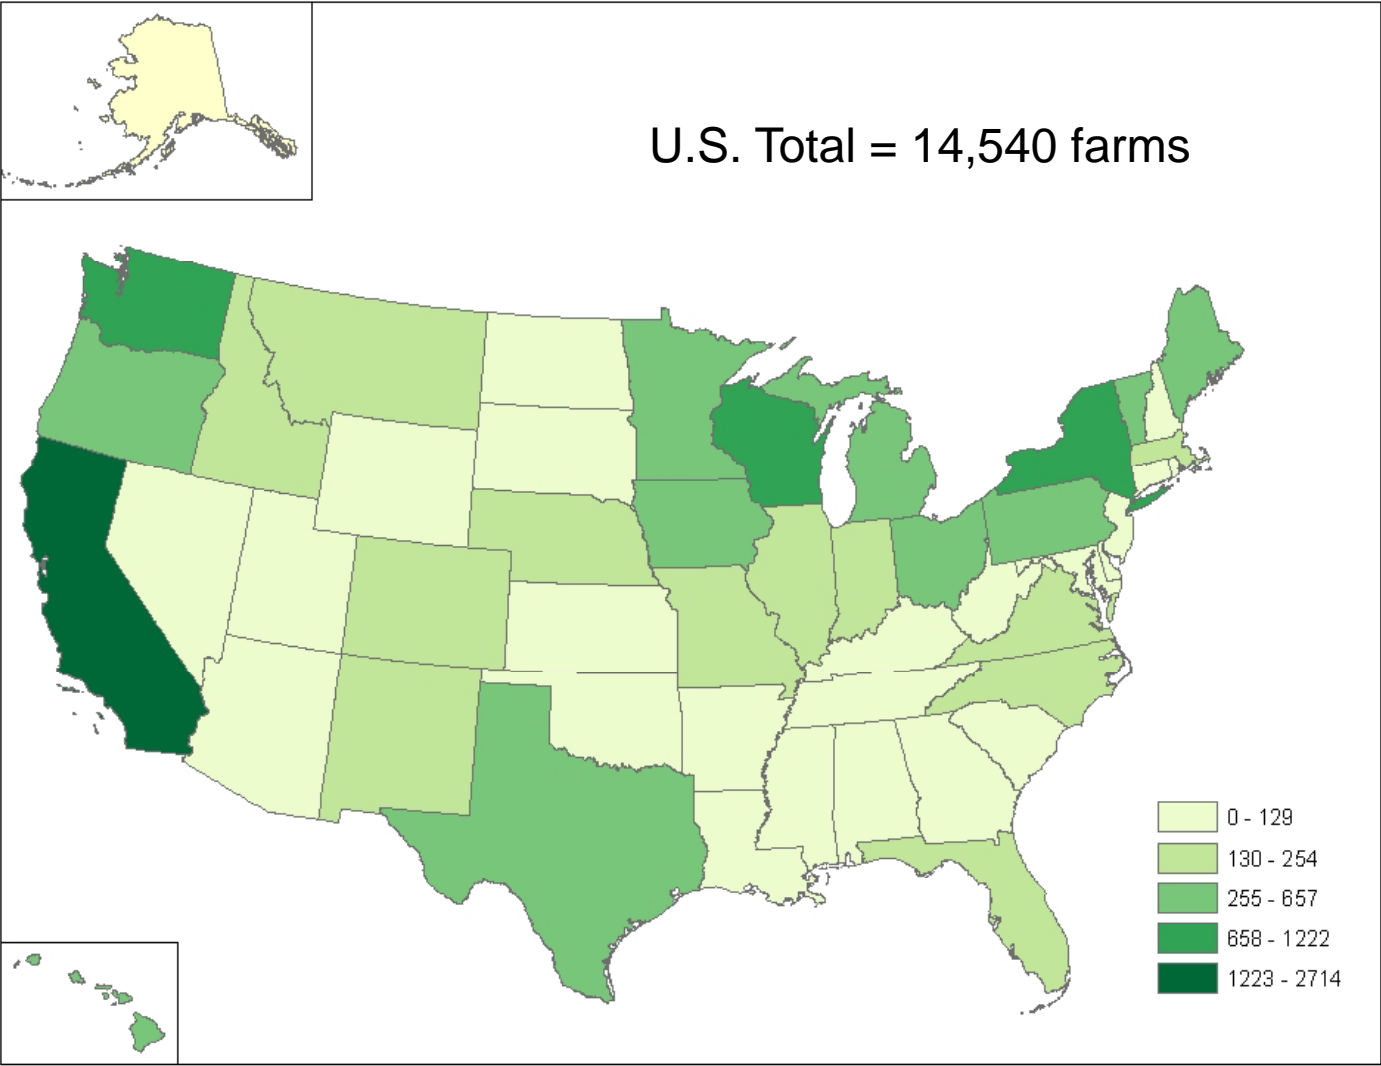 U.S. Total = 14,540 farms
0 - 129
130 - 254
255 - 657
658 - 1222
1223 - 2714